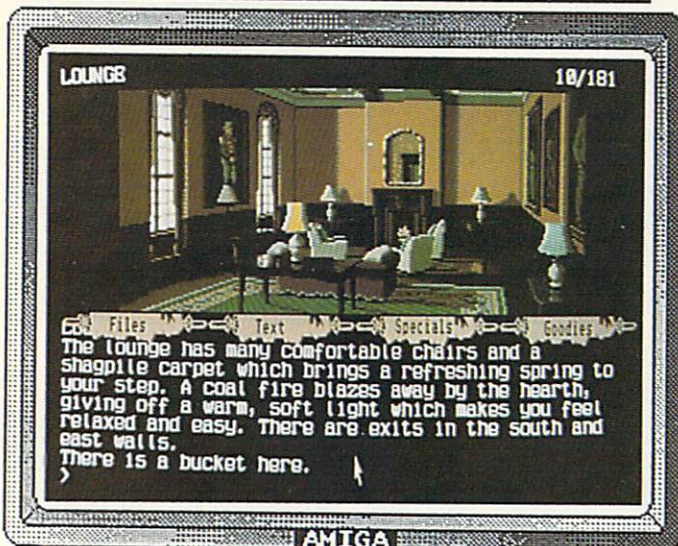 LOUNGE 10/181
Files Text Specials Goodies
The lounge has many comfortable chairs and a
shagpile carpet which brings a refreshing spring to
your step. A coal fire blazes away by the hearth,
giving off a warm, soft light which makes you feel
relaxed and easy. There are exits in the south and
east walls.
There is a bucket here.
>
AMIGA